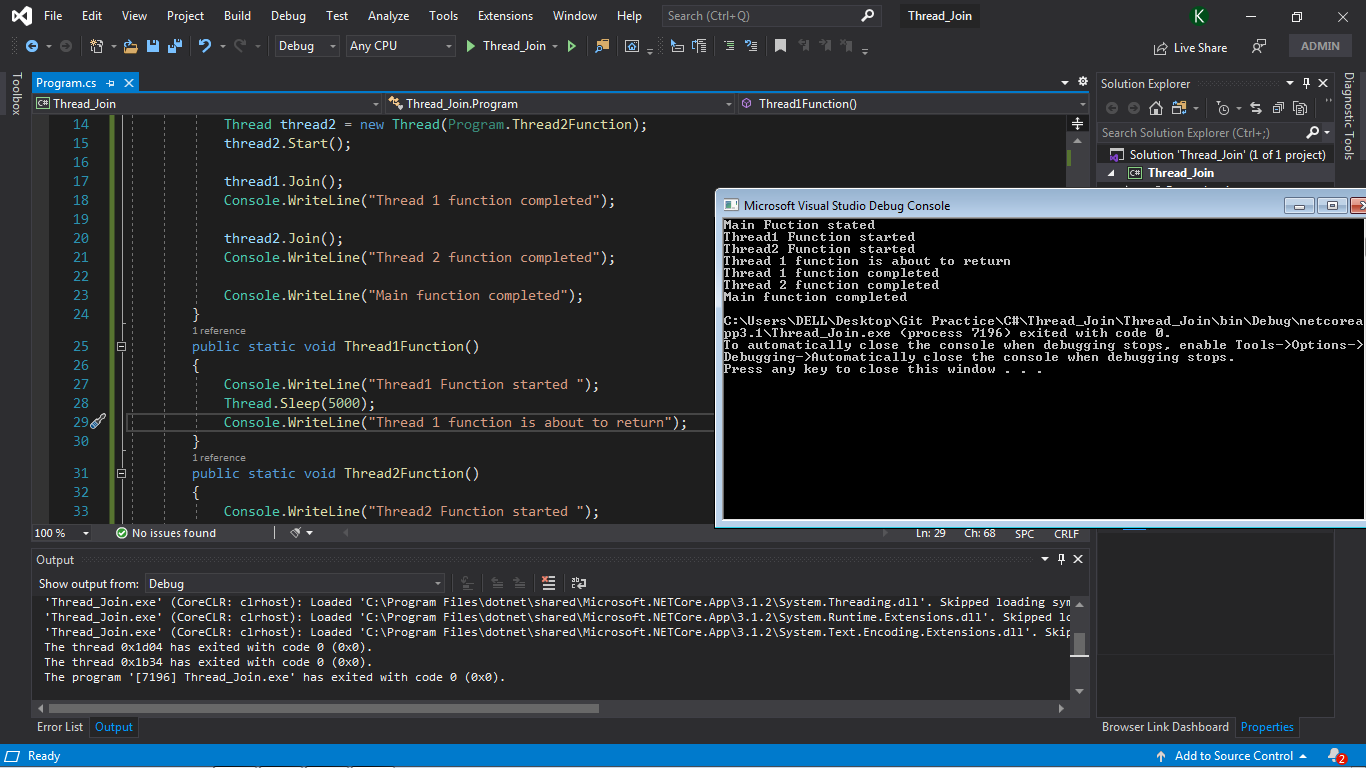 File Edit View Project Build Debug Test Analyze Tools Extensions Window Help Search (Ctrl+Q) Thread_Join K
Debug Any CPU Thread_Join Live Share ADMIN
Toolbox
Program.cs
C# Thread_Join Thread_Join.Program Thread1Function()
14 Thread thread2 = new Thread(Program.Thread2Function);
15 thread2.Start();
16
17 thread1.Join();
18 Console.WriteLine("Thread 1 function completed");
19
20 thread2.Join();
21 Console.WriteLine("Thread 2 function completed");
22
23 Console.WriteLine("Main function completed");
24 }
1 reference
25 public static void Thread1Function()
26 {
27 Console.WriteLine("Thread1 Function started ");
28 Thread.Sleep(5000);
29 Console.WriteLine("Thread 1 function is about to return");
30 }
1 reference
31 public static void Thread2Function()
32 {
33 Console.WriteLine("Thread2 Function started ");
100 % No issues found Ln: 29 Ch: 68 SPC CRLF
Solution Explorer
Search Solution Explorer (Ctrl+;)
Solution 'Thread_Join' (1 of 1 project)
C# Thread_Join
Diagnostic Tools
Microsoft Visual Studio Debug Console
Main Fuction stated
Thread1 Function started
Thread2 Function started
Thread 1 function is about to return
Thread 1 function completed
Thread 2 function completed
Main function completed
C:\Users\DELL\Desktop\Git Practice\C#\Thread_Join\Thread_Join\bin\Debug\netcorea
pp3.1\Thread_Join.exe (process 7196) exited with code 0.
To automatically close the console when debugging stops, enable Tools->Options->
Debugging->Automatically close the console when debugging stops.
Press any key to close this window . . .
Output
Show output from: Debug
'Thread_Join.exe' (CoreCLR: clrhost): Loaded 'C:\Program Files\dotnet\shared\Microsoft.NETCore.App\3.1.2\System.Threading.dll'. Skipped loading sym
'Thread_Join.exe' (CoreCLR: clrhost): Loaded 'C:\Program Files\dotnet\shared\Microsoft.NETCore.App\3.1.2\System.Runtime.Extensions.dll'. Skipped lo
'Thread_Join.exe' (CoreCLR: clrhost): Loaded 'C:\Program Files\dotnet\shared\Microsoft.NETCore.App\3.1.2\System.Text.Encoding.Extensions.dll'. Skip
The thread 0x1d04 has exited with code 0 (0x0).
The thread 0x1b34 has exited with code 0 (0x0).
The program '[7196] Thread_Join.exe' has exited with code 0 (0x0).
Error List Output
Browser Link Dashboard Properties
Ready Add to Source Control 2